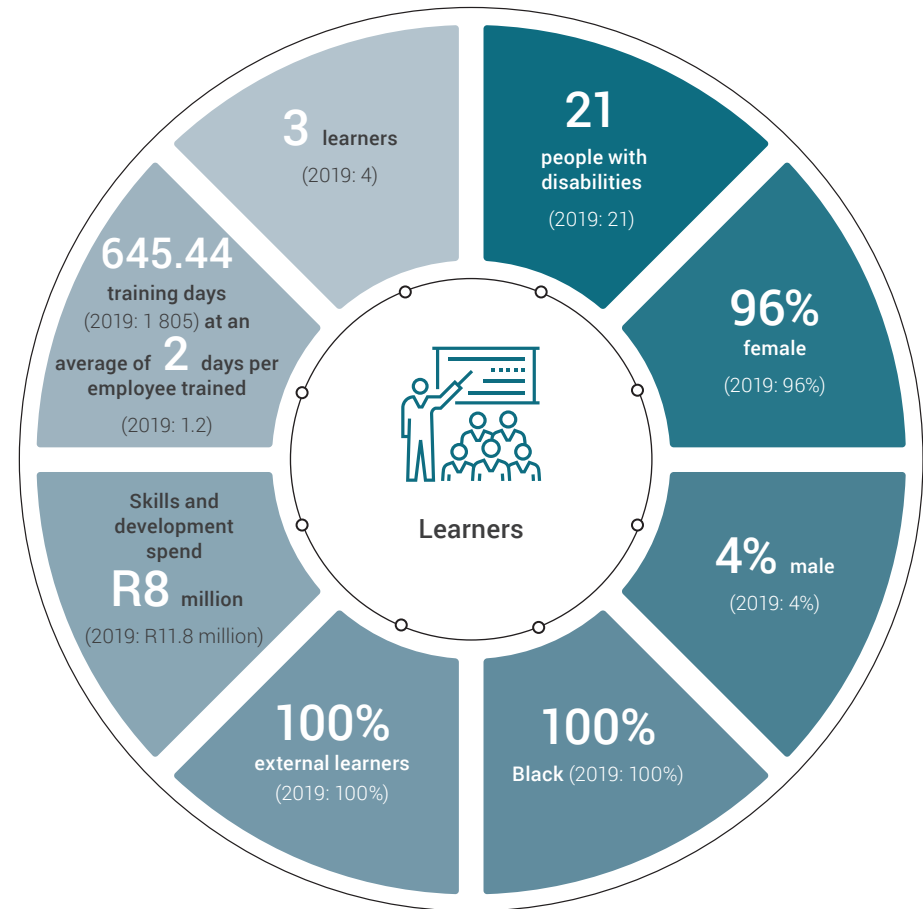 21
people with
disabilities
(2019: 21)
96%
female
(2019: 96%)
4% male
(2019: 4%)
100%
Black (2019: 100%)
100%
external learners
(2019: 100%)
Skills and
development
spend
R8 million
(2019: R11.8 million)
645.44
training days
(2019: 1 805) at an
average of 2 days per
employee trained
(2019: 1.2)
3 learners
(2019: 4)
Learners